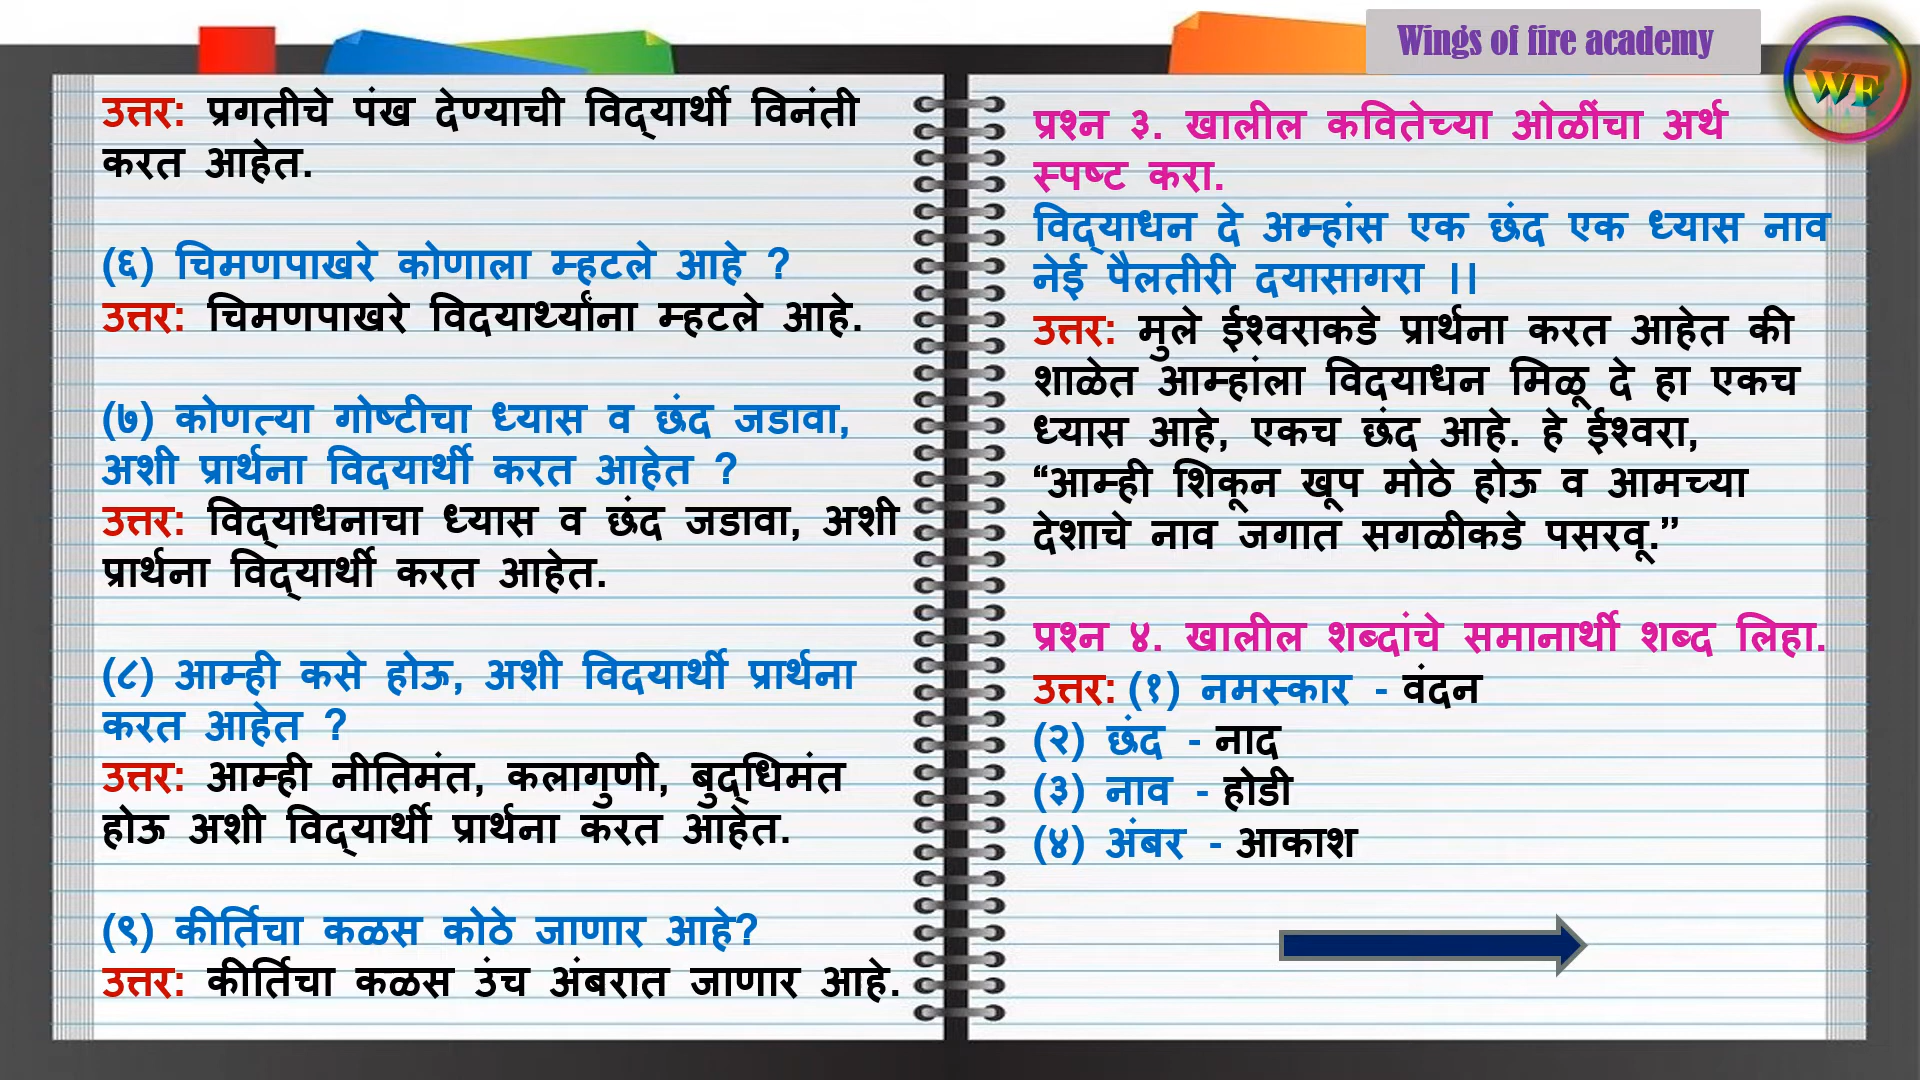 Wings of fire academy
WF
उत्तर: प्रगतीचे पंख देण्याची विद्‌यार्थी विनंती
करत आहेत.
(६) चिमणपाखरे कोणाला म्हटले आहे ?
उत्तर: चिमणपाखरे विदयार्थ्यांना म्हटले आहे.
(७) कोणत्या गोष्टीचा ध्यास व छंद जडावा,
अशी प्रार्थना विदयार्थी करत आहेत ?
उत्तर: विद्‌याधनाचा ध्यास व छंद जडावा, अशी
प्रार्थना विद्‌यार्थी करत आहेत.
(८) आम्ही कसे होऊ, अशी विदयार्थी प्रार्थना
करत आहेत ?
उत्तर: आम्ही नीतिमंत, कलागुणी, बुद्‌धिमंत
होऊ अशी विद्‌यार्थी प्रार्थना करत आहेत.
(९) कीर्तिचा कळस कोठे जाणार आहे?
उत्तर: कीर्तिचा कळस उंच अंबरात जाणार आहे.
प्रश्न ३. खालील कवितेच्या ओळींचा अर्थ
स्पष्ट करा.
विद्‌याधन दे अम्हांस एक छंद एक ध्यास नाव
नेई पैलतीरी दयासागरा ||
उत्तर: मुले ईश्वराकडे प्रार्थना करत आहेत की
शाळेत आम्हांला विदयाधन मिळू दे हा एकच
ध्यास आहे, एकच छंद आहे. हे ईश्वरा,
“आम्ही शिकून खूप मोठे होऊ व आमच्या
देशाचे नाव जगात सगळीकडे पसरवू.”
प्रश्न ४. खालील शब्दांचे समानार्थी शब्द लिहा.
उत्तर: (१) नमस्कार - वंदन
(२) छंद - नाद
(३) नाव - होडी
(४) अंबर - आकाश